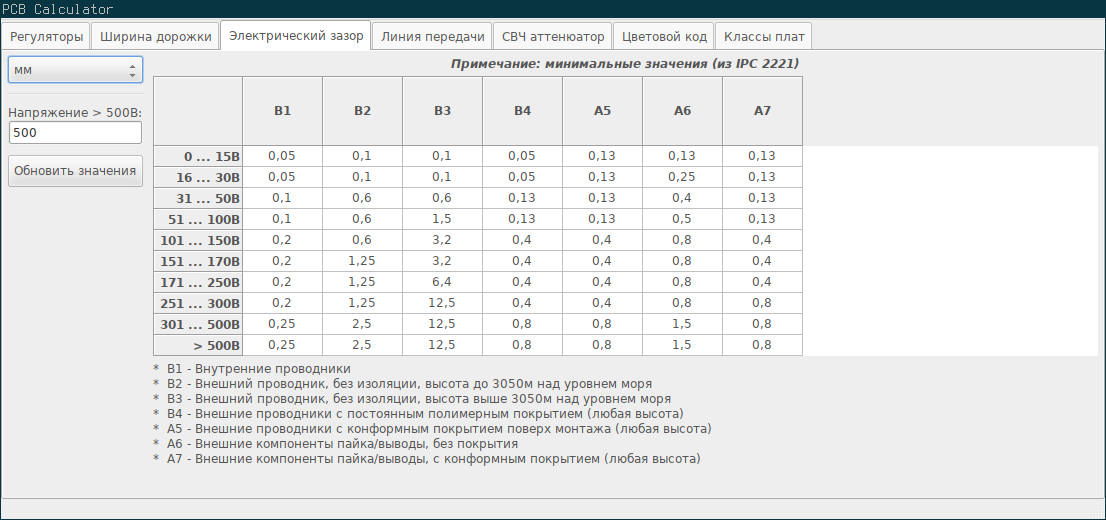 PCB Calculator
Регуляторы Ширина дорожки Электрический зазор Линия передачи СВЧ аттенюатор Цветовой код Классы плат
мм
Напряжение > 500В:
500
Обновить значения
Примечание: минимальные значения (из IPC 2221)
B1 B2 B3 B4 A5 A6 A7
0 ... 15В 0,05 0,1 0,1 0,05 0,13 0,13 0,13
16 ... 30В 0,05 0,1 0,1 0,05 0,13 0,25 0,13
31 ... 50В 0,1 0,6 0,6 0,13 0,13 0,4 0,13
51 ... 100В 0,1 0,6 1,5 0,13 0,13 0,5 0,13
101 ... 150В 0,2 0,6 3,2 0,4 0,4 0,8 0,4
151 ... 170В 0,2 1,25 3,2 0,4 0,4 0,8 0,4
171 ... 250В 0,2 1,25 6,4 0,4 0,4 0,8 0,4
251 ... 300В 0,2 1,25 12,5 0,4 0,4 0,8 0,8
301 ... 500В 0,25 2,5 12,5 0,8 0,8 1,5 0,8
> 500В 0,25 2,5 12,5 0,8 0,8 1,5 0,8
* B1 - Внутренние проводники
* B2 - Внешний проводник, без изоляции, высота до 3050м над уровнем моря
* B3 - Внешний проводник, без изоляции, высота выше 3050м над уровнем моря
* B4 - Внешние проводники с постоянным полимерным покрытием (любая высота)
* A5 - Внешние проводники с конформным покрытием поверх монтажа (любая высота)
* A6 - Внешние компоненты пайка/выводы, без покрытия
* A7 - Внешние компоненты пайка/выводы, с конформным покрытием (любая высота)